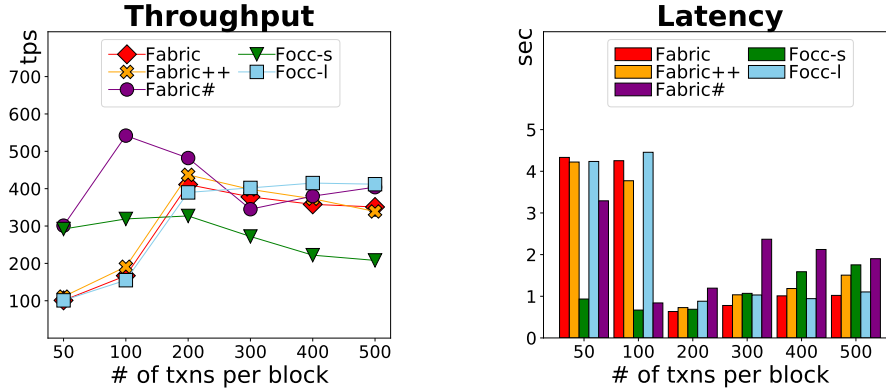 Throughput
tps
Fabric
Fabric++
Fabric#
Focc-s
Focc-l
700
600
500
400
300
200
100
50 100 200 300 400 500
# of txns per block
Latency
sec
Fabric
Fabric++
Fabric#
Focc-s
Focc-l
5
4
3
2
1
0
50 100 200 300 400 500
# of txns per block